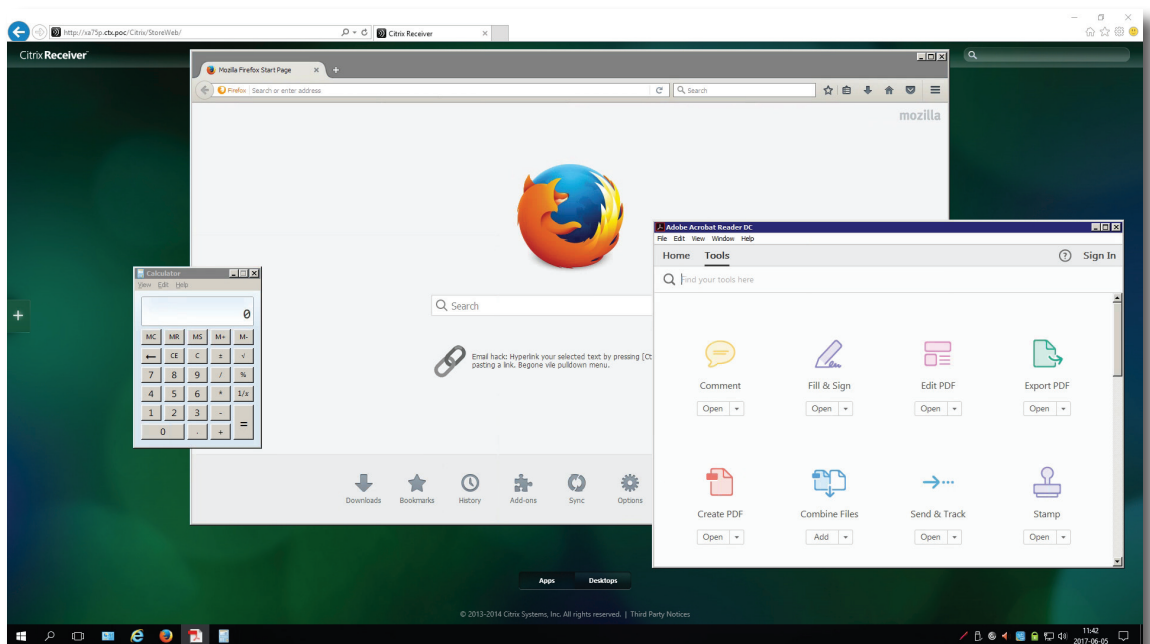 http://xa75p.ctx.poc/Citrix/StoreWeb/
Citrix Receiver
Citrix Receiver
Mozilla Firefox Start Page
Firefox Search or enter address
Search
mozilla
Search
Email hack: Hyperlink your selected text by pressing [Ct
pasting a link. Begone vile pulldown menu.
Downloads Bookmarks History Add-ons Sync Options
Calculator
View Edit Help
0
MC MR MS M+ M-
← CE C ± √
7 8 9 / %
4 5 6 * 1/x
1 2 3 - =
0 . +
Adobe Acrobat Reader DC
File Edit View Window Help
Home Tools
? Sign In
Find your tools here
Comment Fill & Sign Edit PDF Export PDF
Open Open Open Open
Create PDF Combine Files Send & Track Stamp
Open Add Open Open
Apps Desktops
© 2013-2014 Citrix Systems, Inc. All rights reserved. | Third Party Notices
11:42
2017-06-05